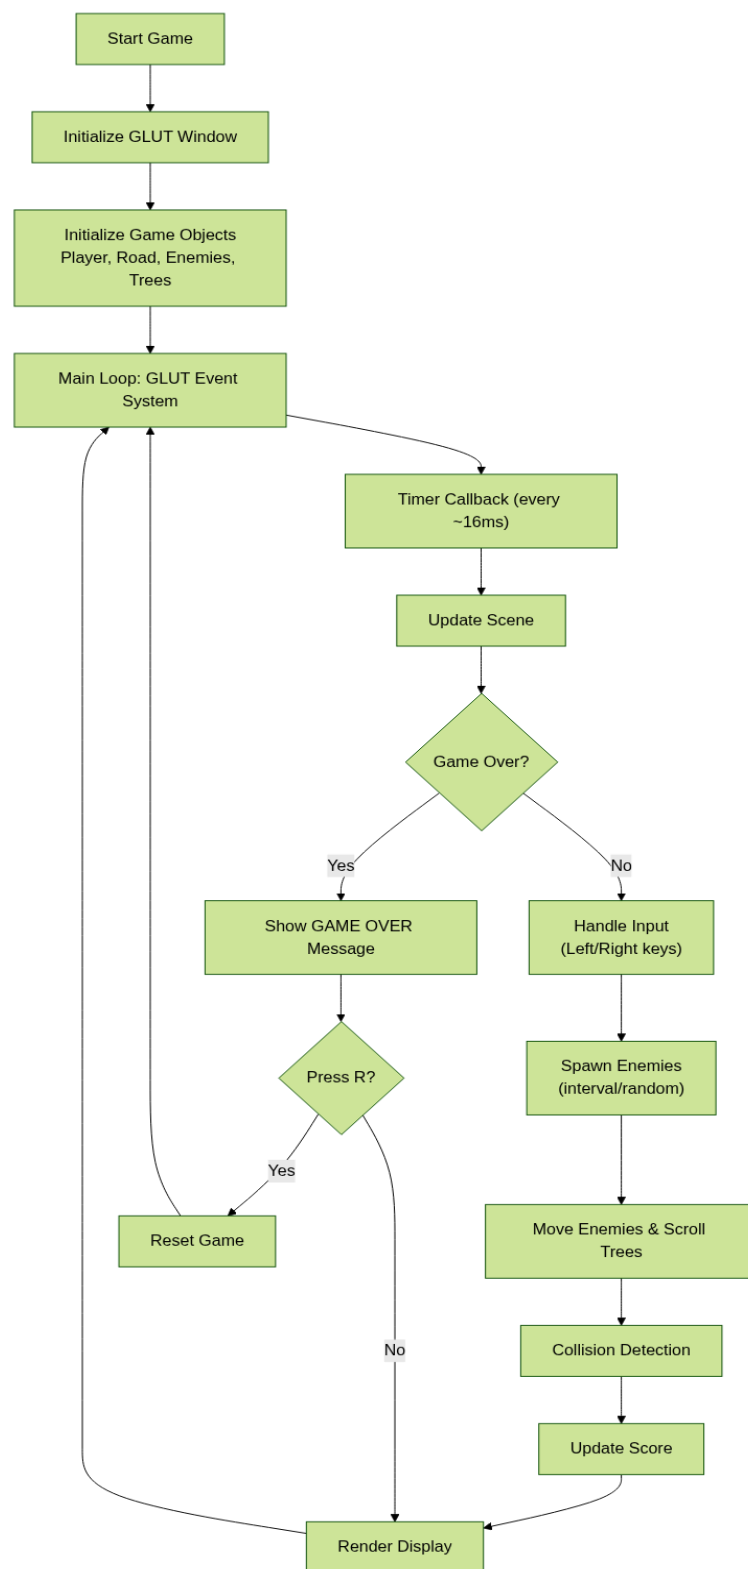 Start Game
Initialize GLUT Window
Initialize Game Objects
Player, Road, Enemies,
Trees
Main Loop: GLUT Event
System
Timer Callback (every
~16ms)
Update Scene
Game Over?
Yes
No
Show GAME OVER
Message
Handle Input
(Left/Right keys)
Press R?
Spawn Enemies
(interval/random)
Yes
Reset Game
Move Enemies & Scroll
Trees
No
Collision Detection
Update Score
Render Display